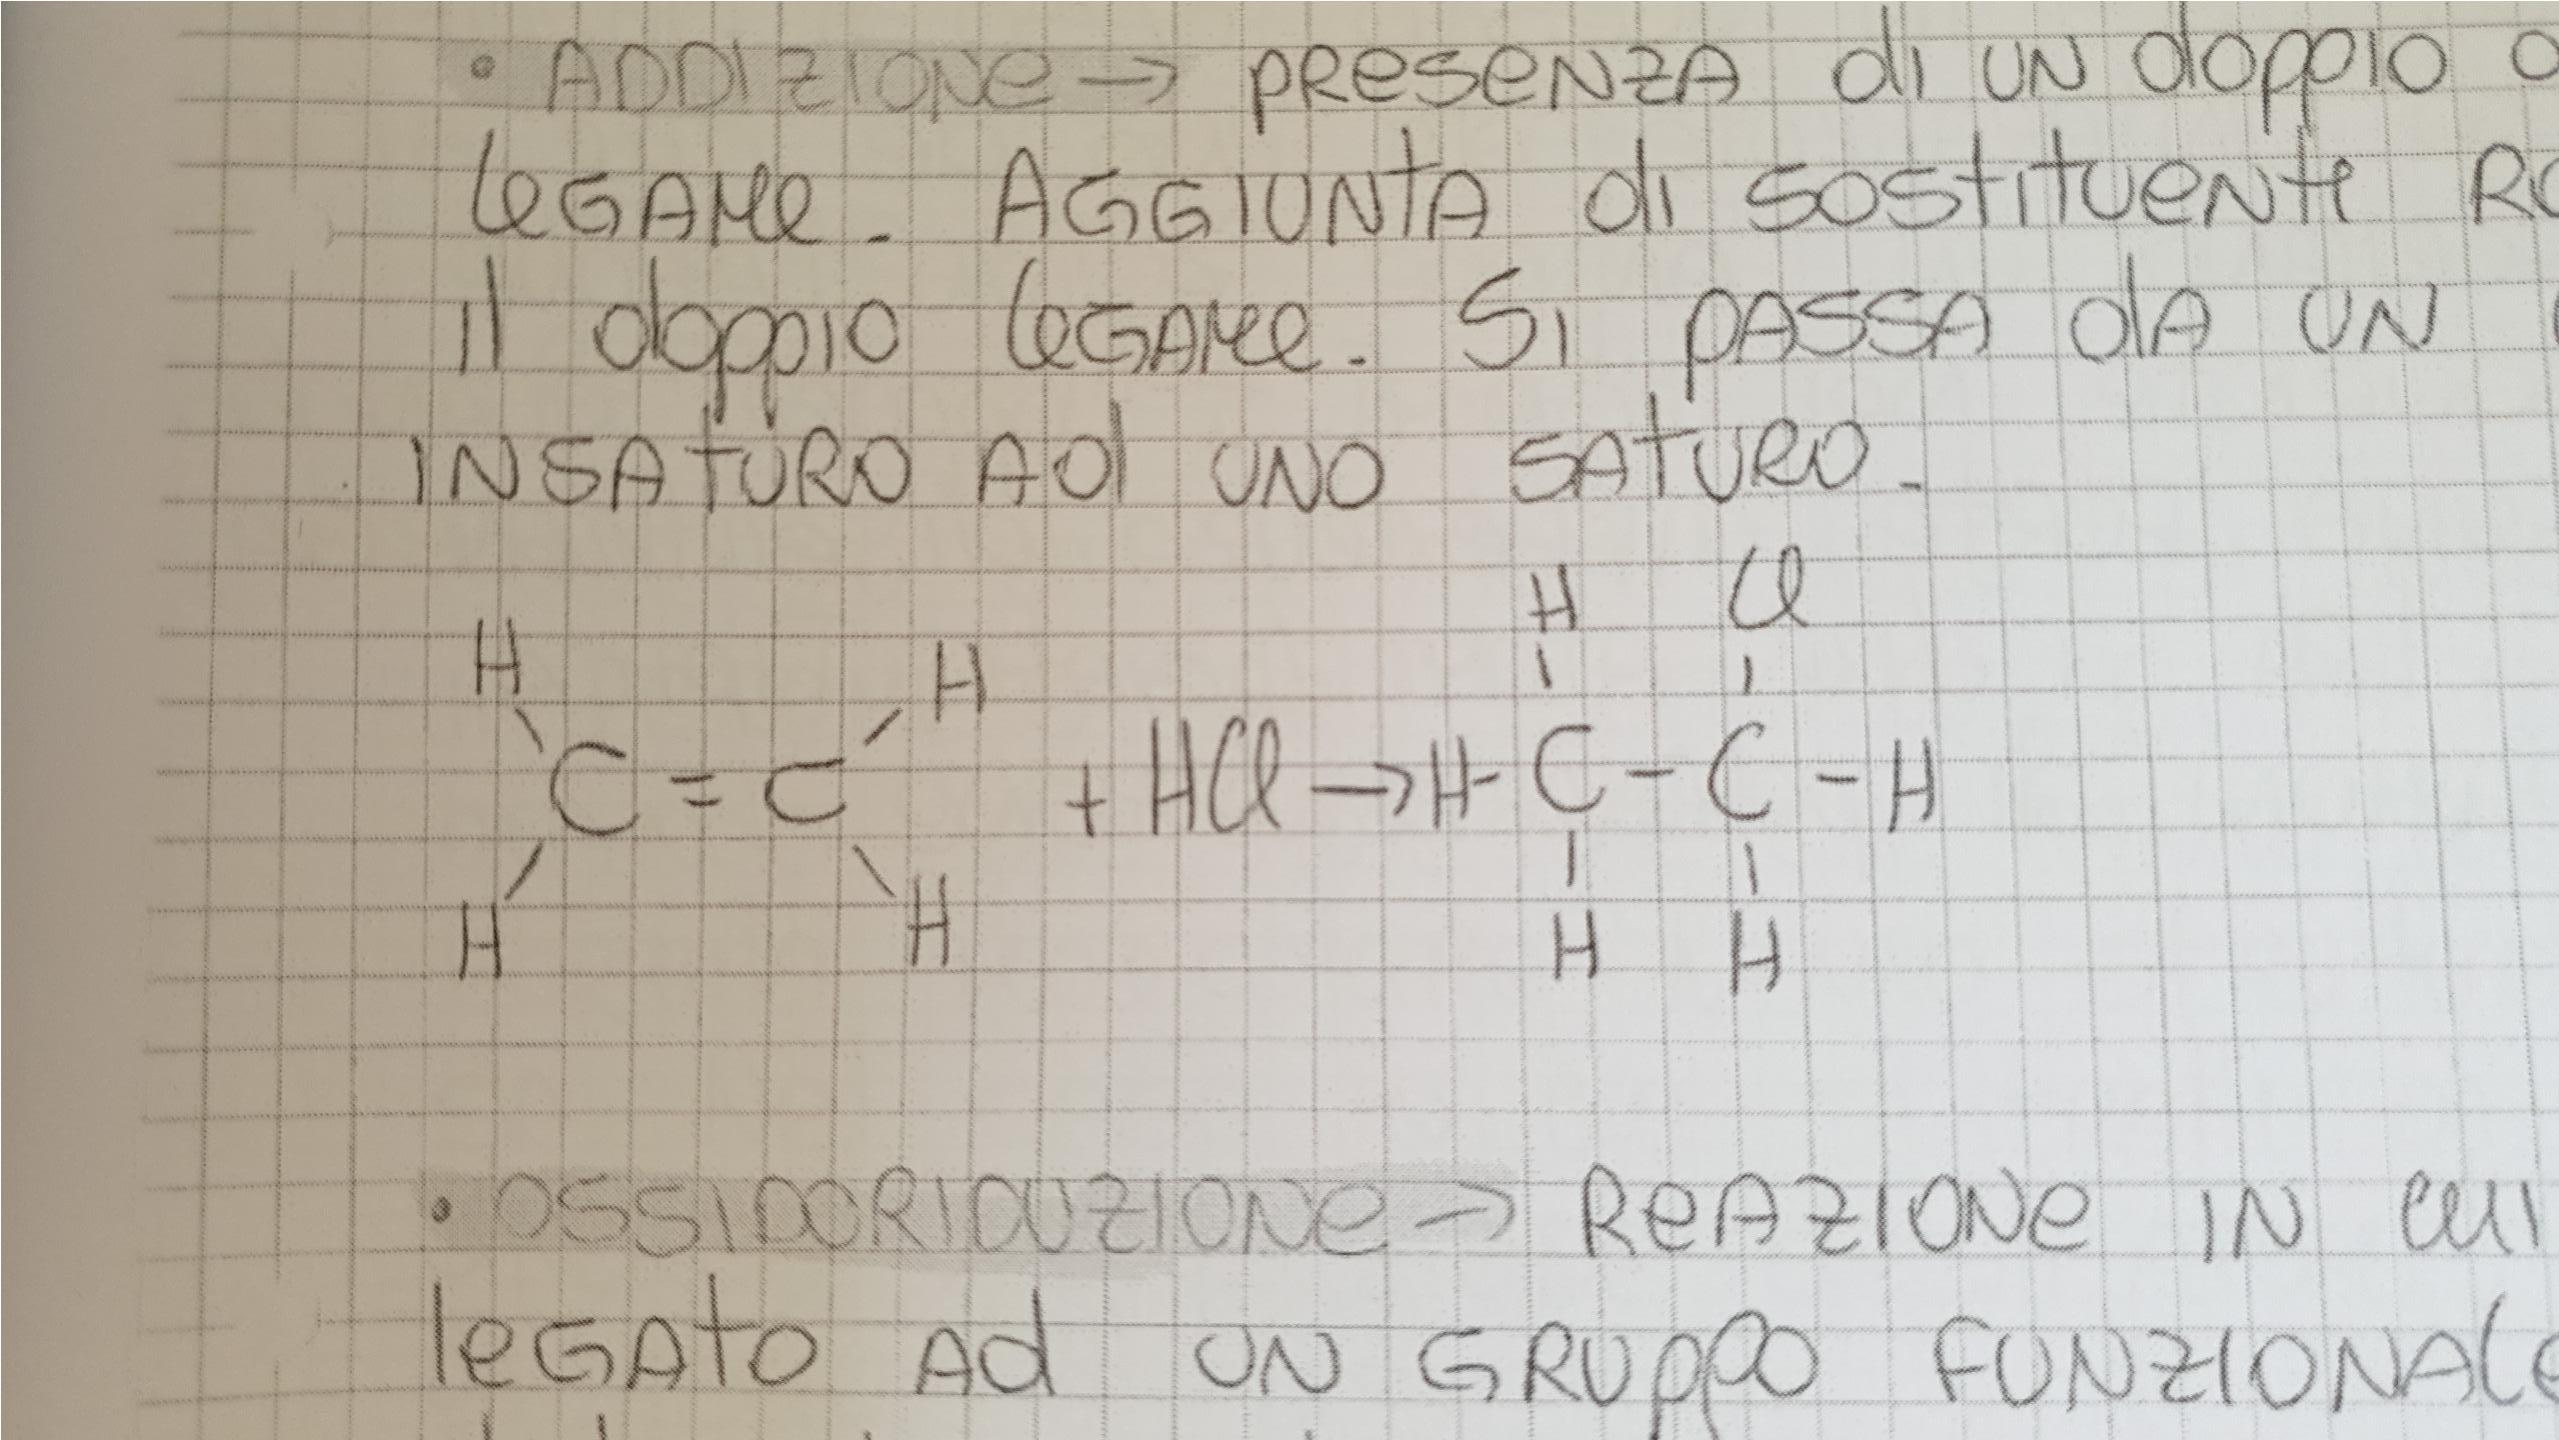 • ADDIZIONE → PRESENZA di UN doppio
LEGAME. AGGIUNTA di SOSTITUENTE
il doppio LEGAME. Si PASSA dA UN
INSATURO Ad UNO SATURO.
H Cl
H H
C = C + HCl → H - C - C - H
H H H H
• OSSIDORIDUZIONE → REAZIONE IN CUI
LEGATO Ad UN GRUPPO FUNZIONALE